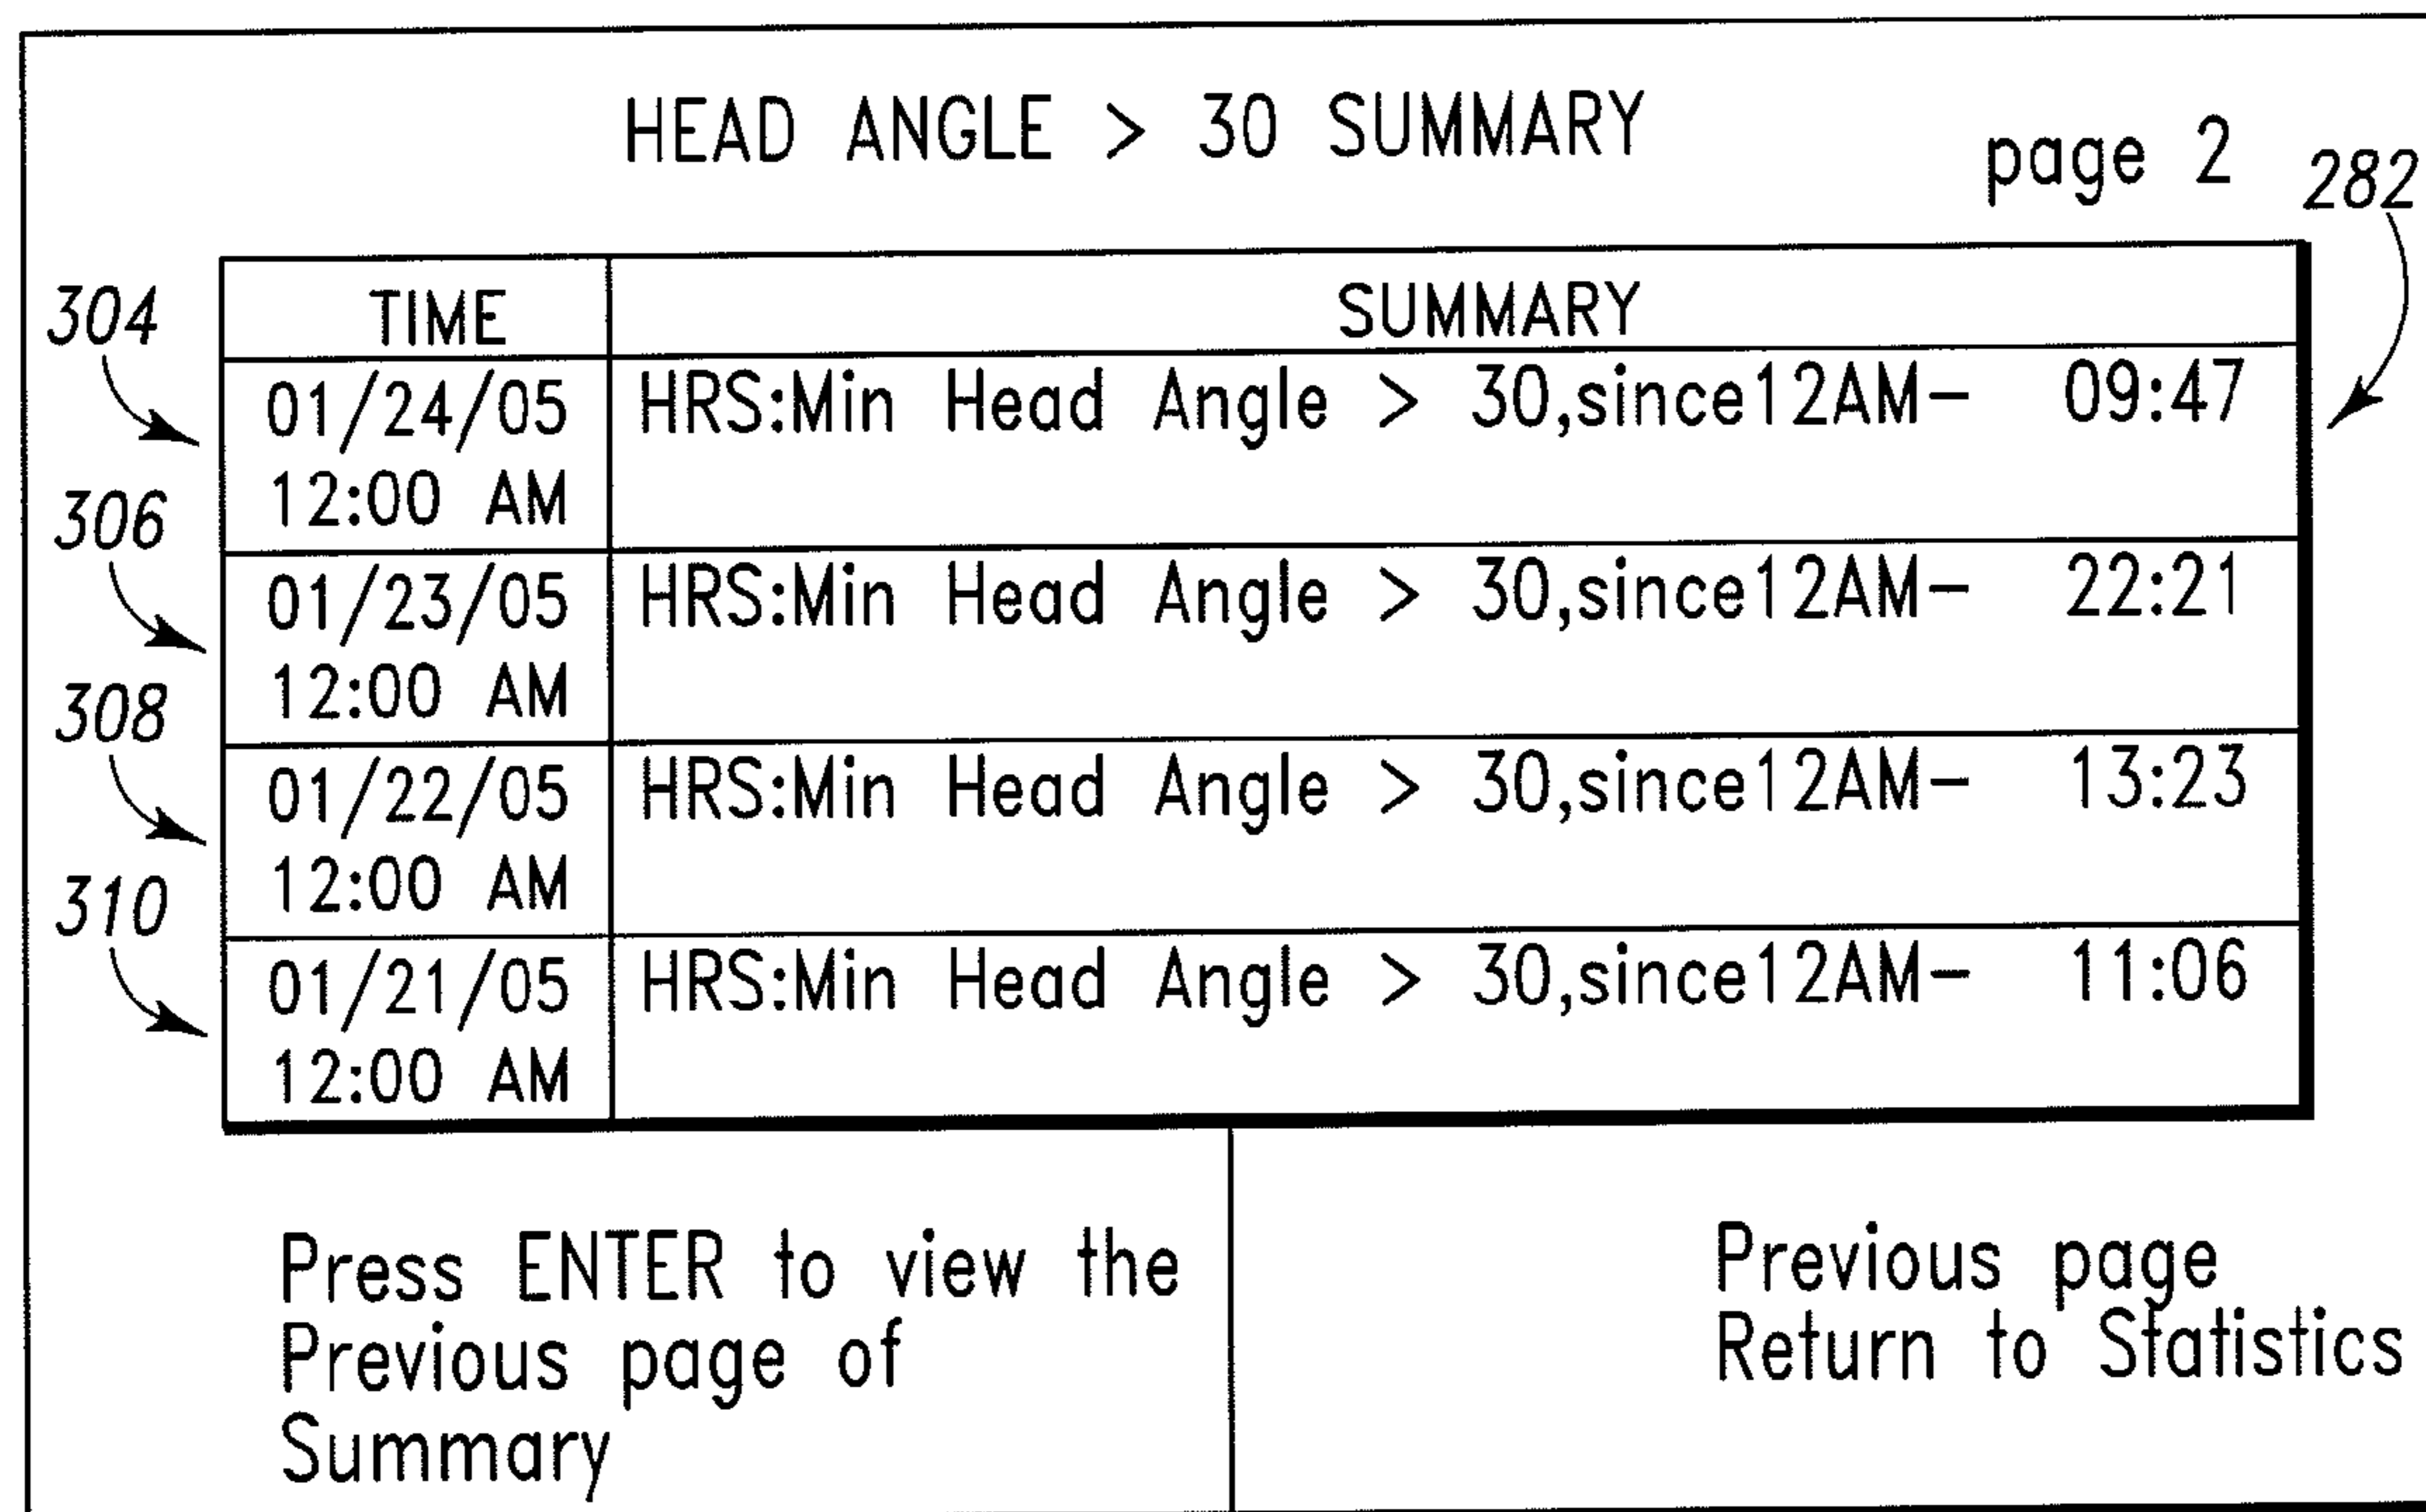 HEAD ANGLE > 30 SUMMARY
page 2
282
TIME SUMMARY
304
01/24/05 HRS:Min Head Angle > 30,since12AM- 09:47
12:00 AM
306
01/23/05 HRS:Min Head Angle > 30,since12AM- 22:21
12:00 AM
308
01/22/05 HRS:Min Head Angle > 30,since12AM- 13:23
12:00 AM
310
01/21/05 HRS:Min Head Angle > 30,since12AM- 11:06
12:00 AM
Press ENTER to view the
Previous page of
Summary
Previous page
Return to Statistics